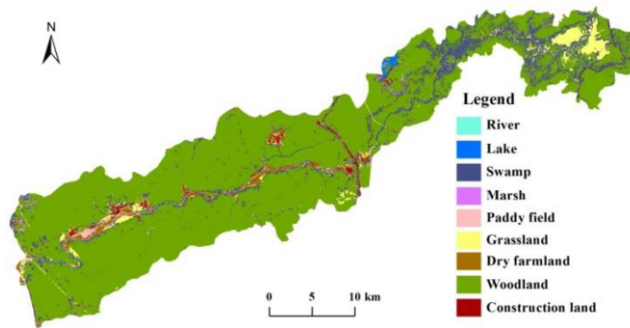 N
Legend
River
Lake
Swamp
Marsh
Paddy field
Grassland
Dry farmland
Woodland
Construction land
0 5 10 km